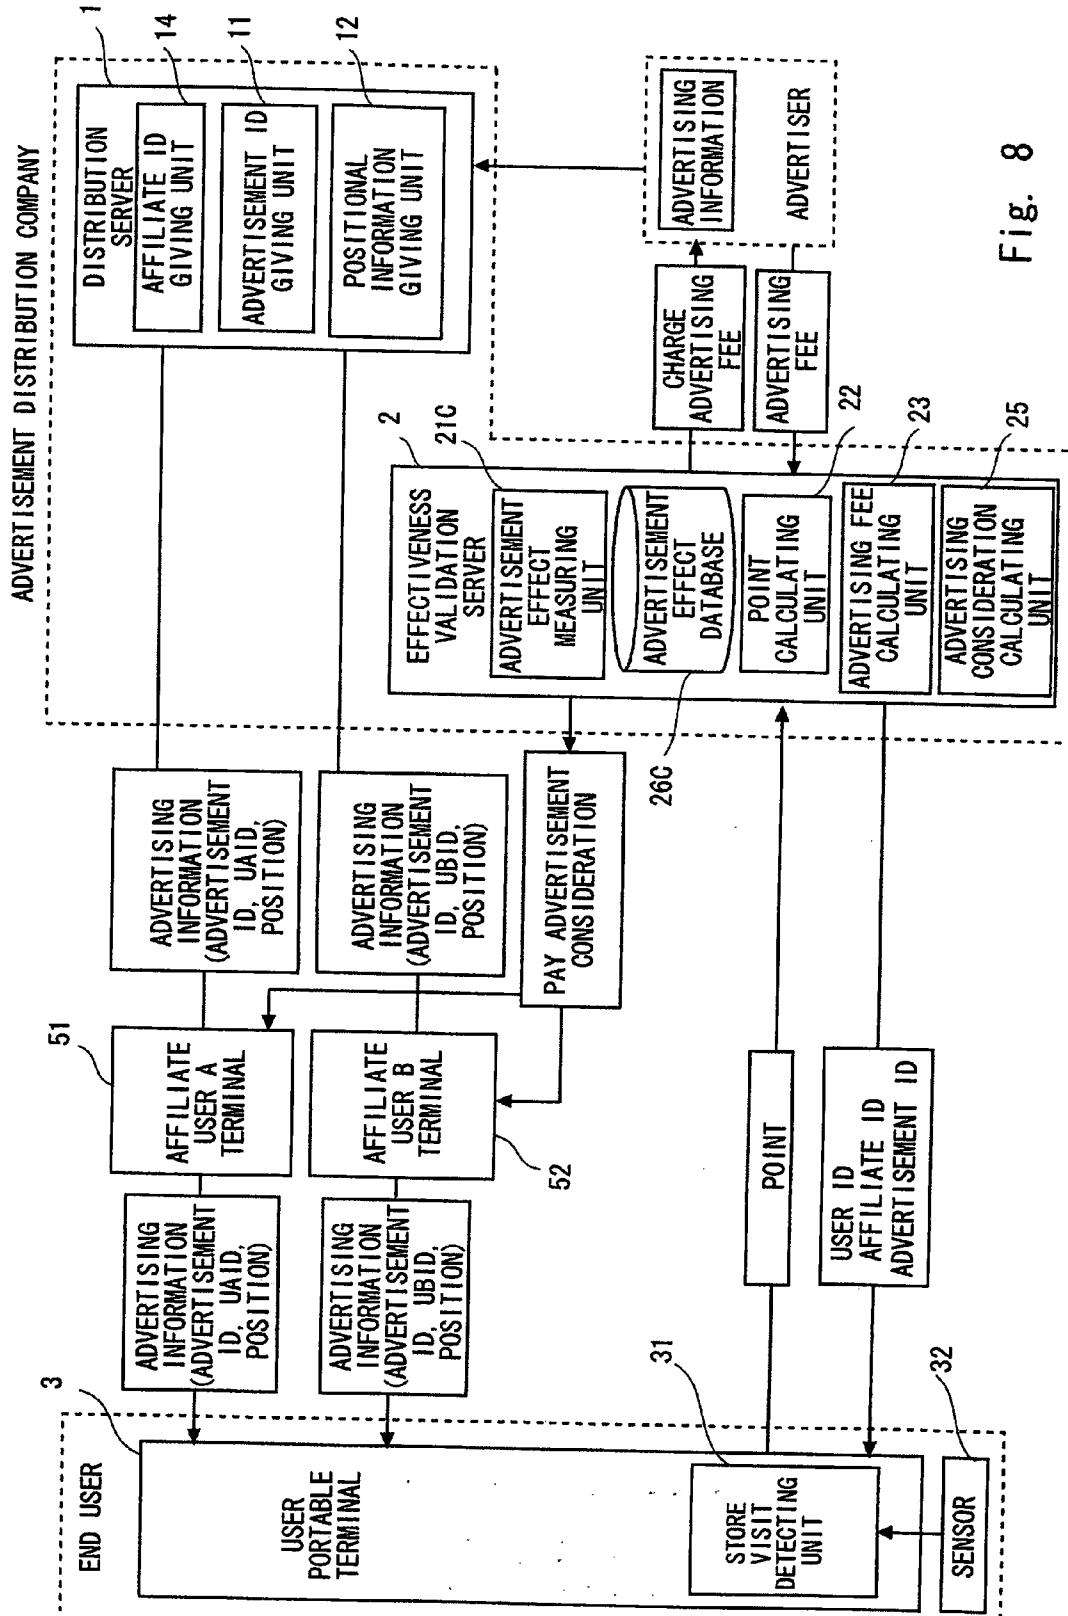 ADVERTISEMENT DISTRIBUTION COMPANY
1
DISTRIBUTION
SERVER
14
AFFILIATE ID
GIVING UNIT
11
ADVERTISEMENT ID
GIVING UNIT
12
POSITIONAL
INFORMATION
GIVING UNIT
ADVERTISING
INFORMATION
ADVERTISER
CHARGE
ADVERTISING
FEE
ADVERTISING
FEE
2
EFFECTIVENESS
VALIDATION
SERVER
21C
ADVERTISEMENT
EFFECT
MEASURING
UNIT
ADVERTISEMENT
EFFECT
DATABASE
26C
22
POINT
CALCULATING
UNIT
23
ADVERTISING FEE
CALCULATING
UNIT
25
ADVERTISING
CONSIDERATION
CALCULATING
UNIT
ADVERTISING
INFORMATION
(ADVERTISEMENT
ID, UAID,
POSITION)
ADVERTISING
INFORMATION
(ADVERTISEMENT
ID, UBID,
POSITION)
PAY ADVERTISEMENT
CONSIDERATION
51
AFFILIATE
USER A
TERMINAL
AFFILIATE
USER B
TERMINAL
52
ADVERTISING
INFORMATION
(ADVERTISEMENT
ID, UAID,
POSITION)
ADVERTISING
INFORMATION
(ADVERTISEMENT
ID, UBID,
POSITION)
POINT
USER ID
AFFILIATE ID
ADVERTISEMENT ID
END USER
3
USER
PORTABLE
TERMINAL
31
STORE
VISIT
DETECTING
UNIT
32
SENSOR
Fig. 8